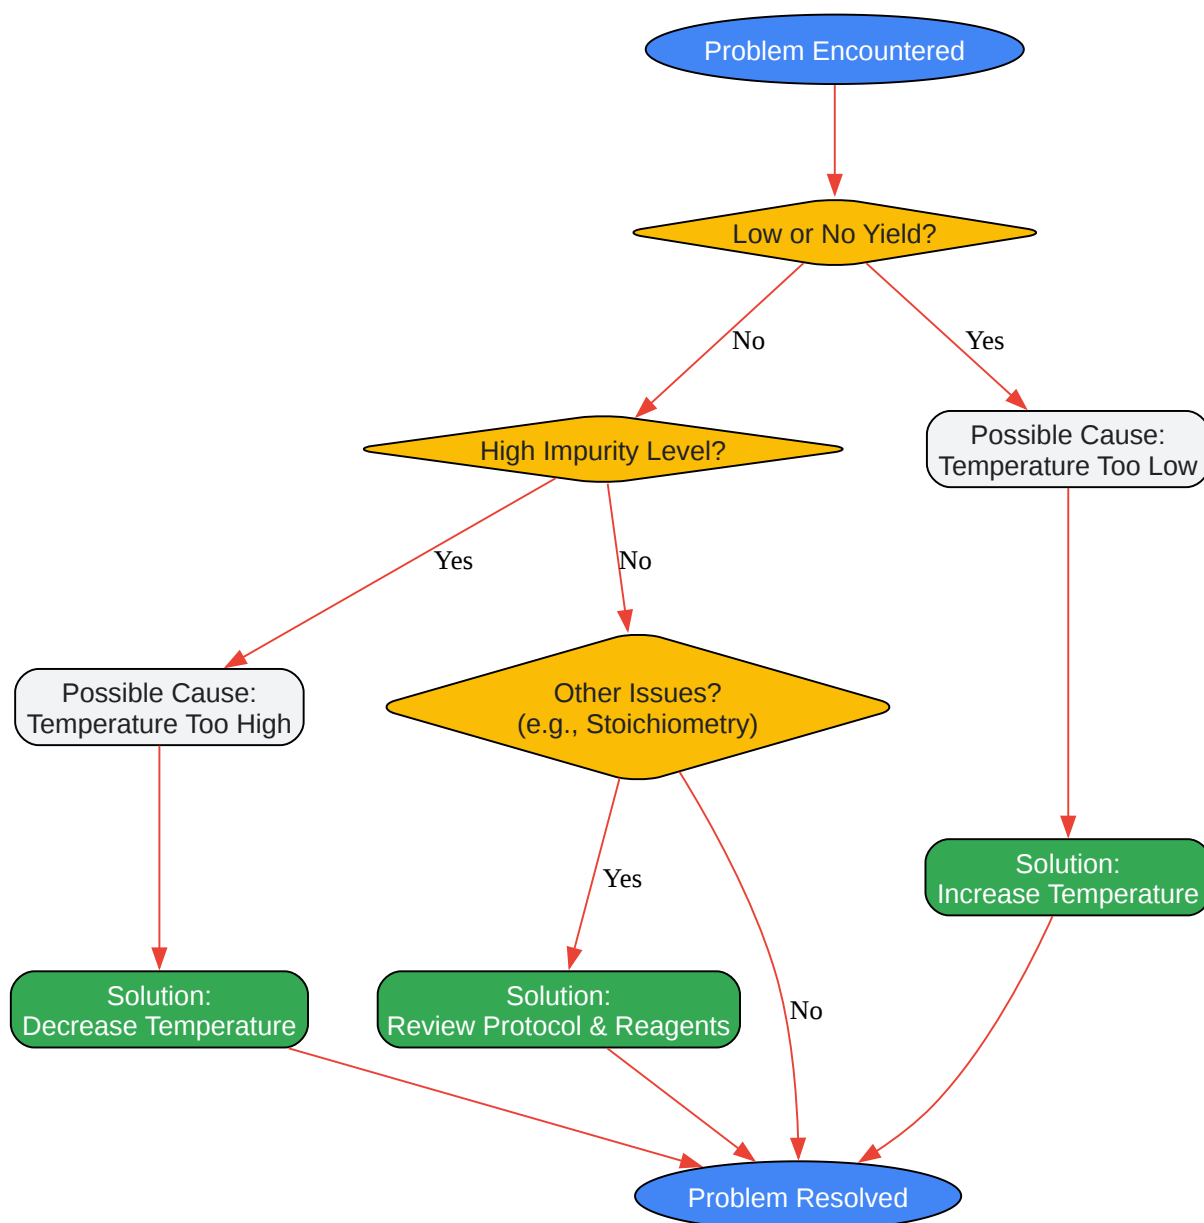 Problem Encountered
Low or No Yield?
No
Yes
Possible Cause:
Temperature Too Low
High Impurity Level?
Yes
No
Possible Cause:
Temperature Too High
Other Issues?
(e.g., Stoichiometry)
Yes
Solution:
Increase Temperature
Solution:
Decrease Temperature
Solution:
Review Protocol & Reagents
No
Problem Resolved